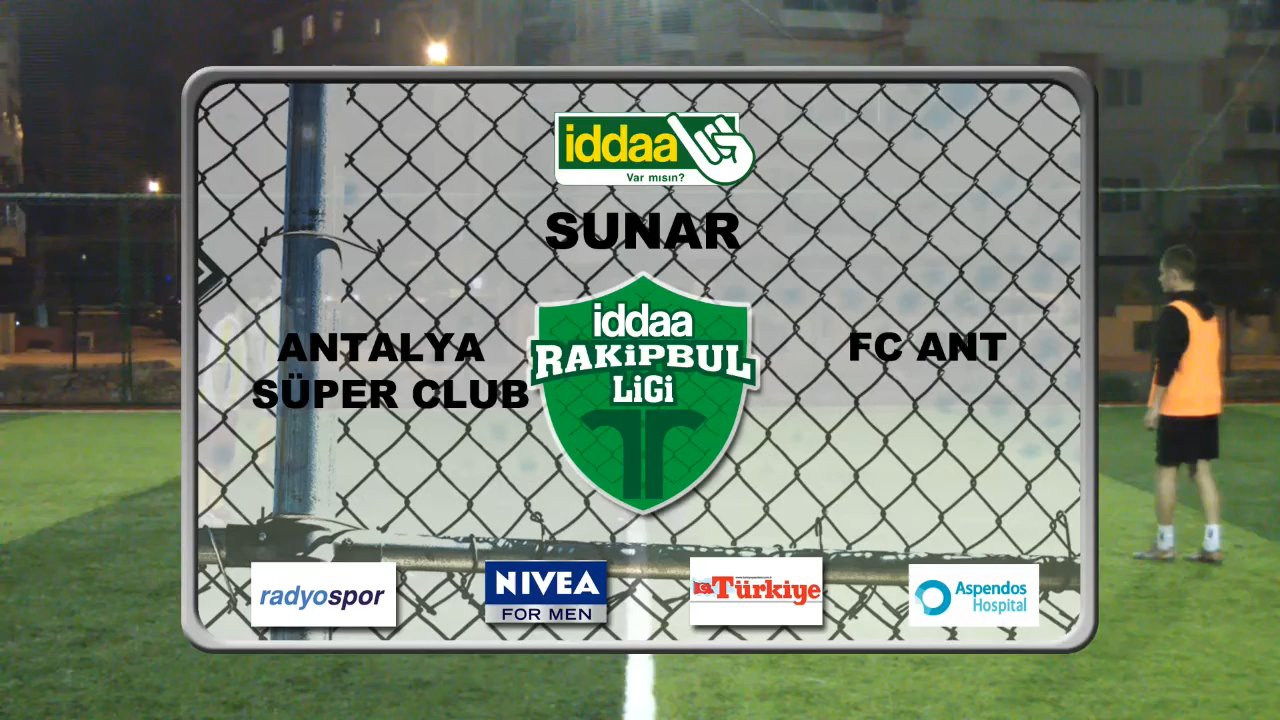 iddaa
Var mısın?
SUNAR
iddaa
RAKiPBUL
LiGi
ANTALYA
SÜPER CLUB
FC ANT
radyospor
NIVEA
FOR MEN
Türkiye
Aspendos
Hospital